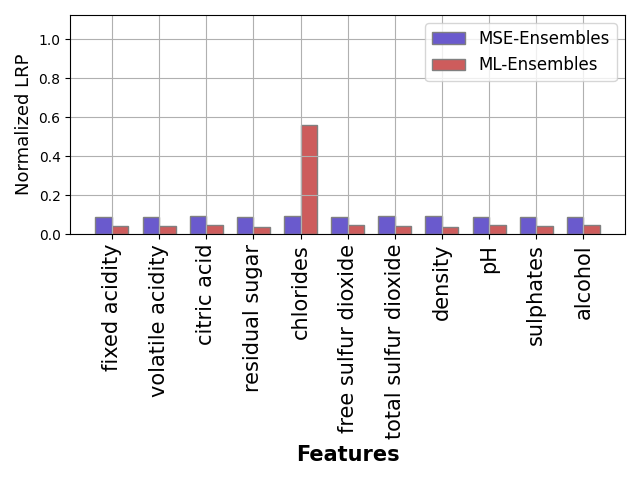 Normalized LRP
1.0
0.8
0.6
0.4
0.2
0.0
MSE-Ensembles
ML-Ensembles
fixed acidity
volatile acidity
citric acid
residual sugar
chlorides
free sulfur dioxide
total sulfur dioxide
density
pH
sulphates
alcohol
Features